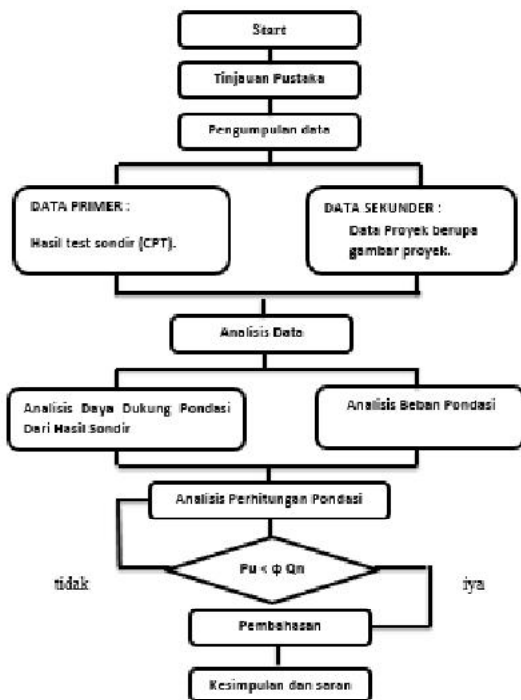 Start
Tinjauan Pustaka
Pengumpulan data
DATA PRIMER :
Hasil test sondir (CPT).
DATA SEKUNDER :
Data Proyek berupa
gambar proyek.
Analisis Data
Analisis Daya Dukung Pondasi
Dari Hasil Sondir
Analisis Beban Pondasi
Analisis Perhitungan Pondasi
Pu < φ Qn
tidak
iya
Pembahasan
Kesimpulan dan saran